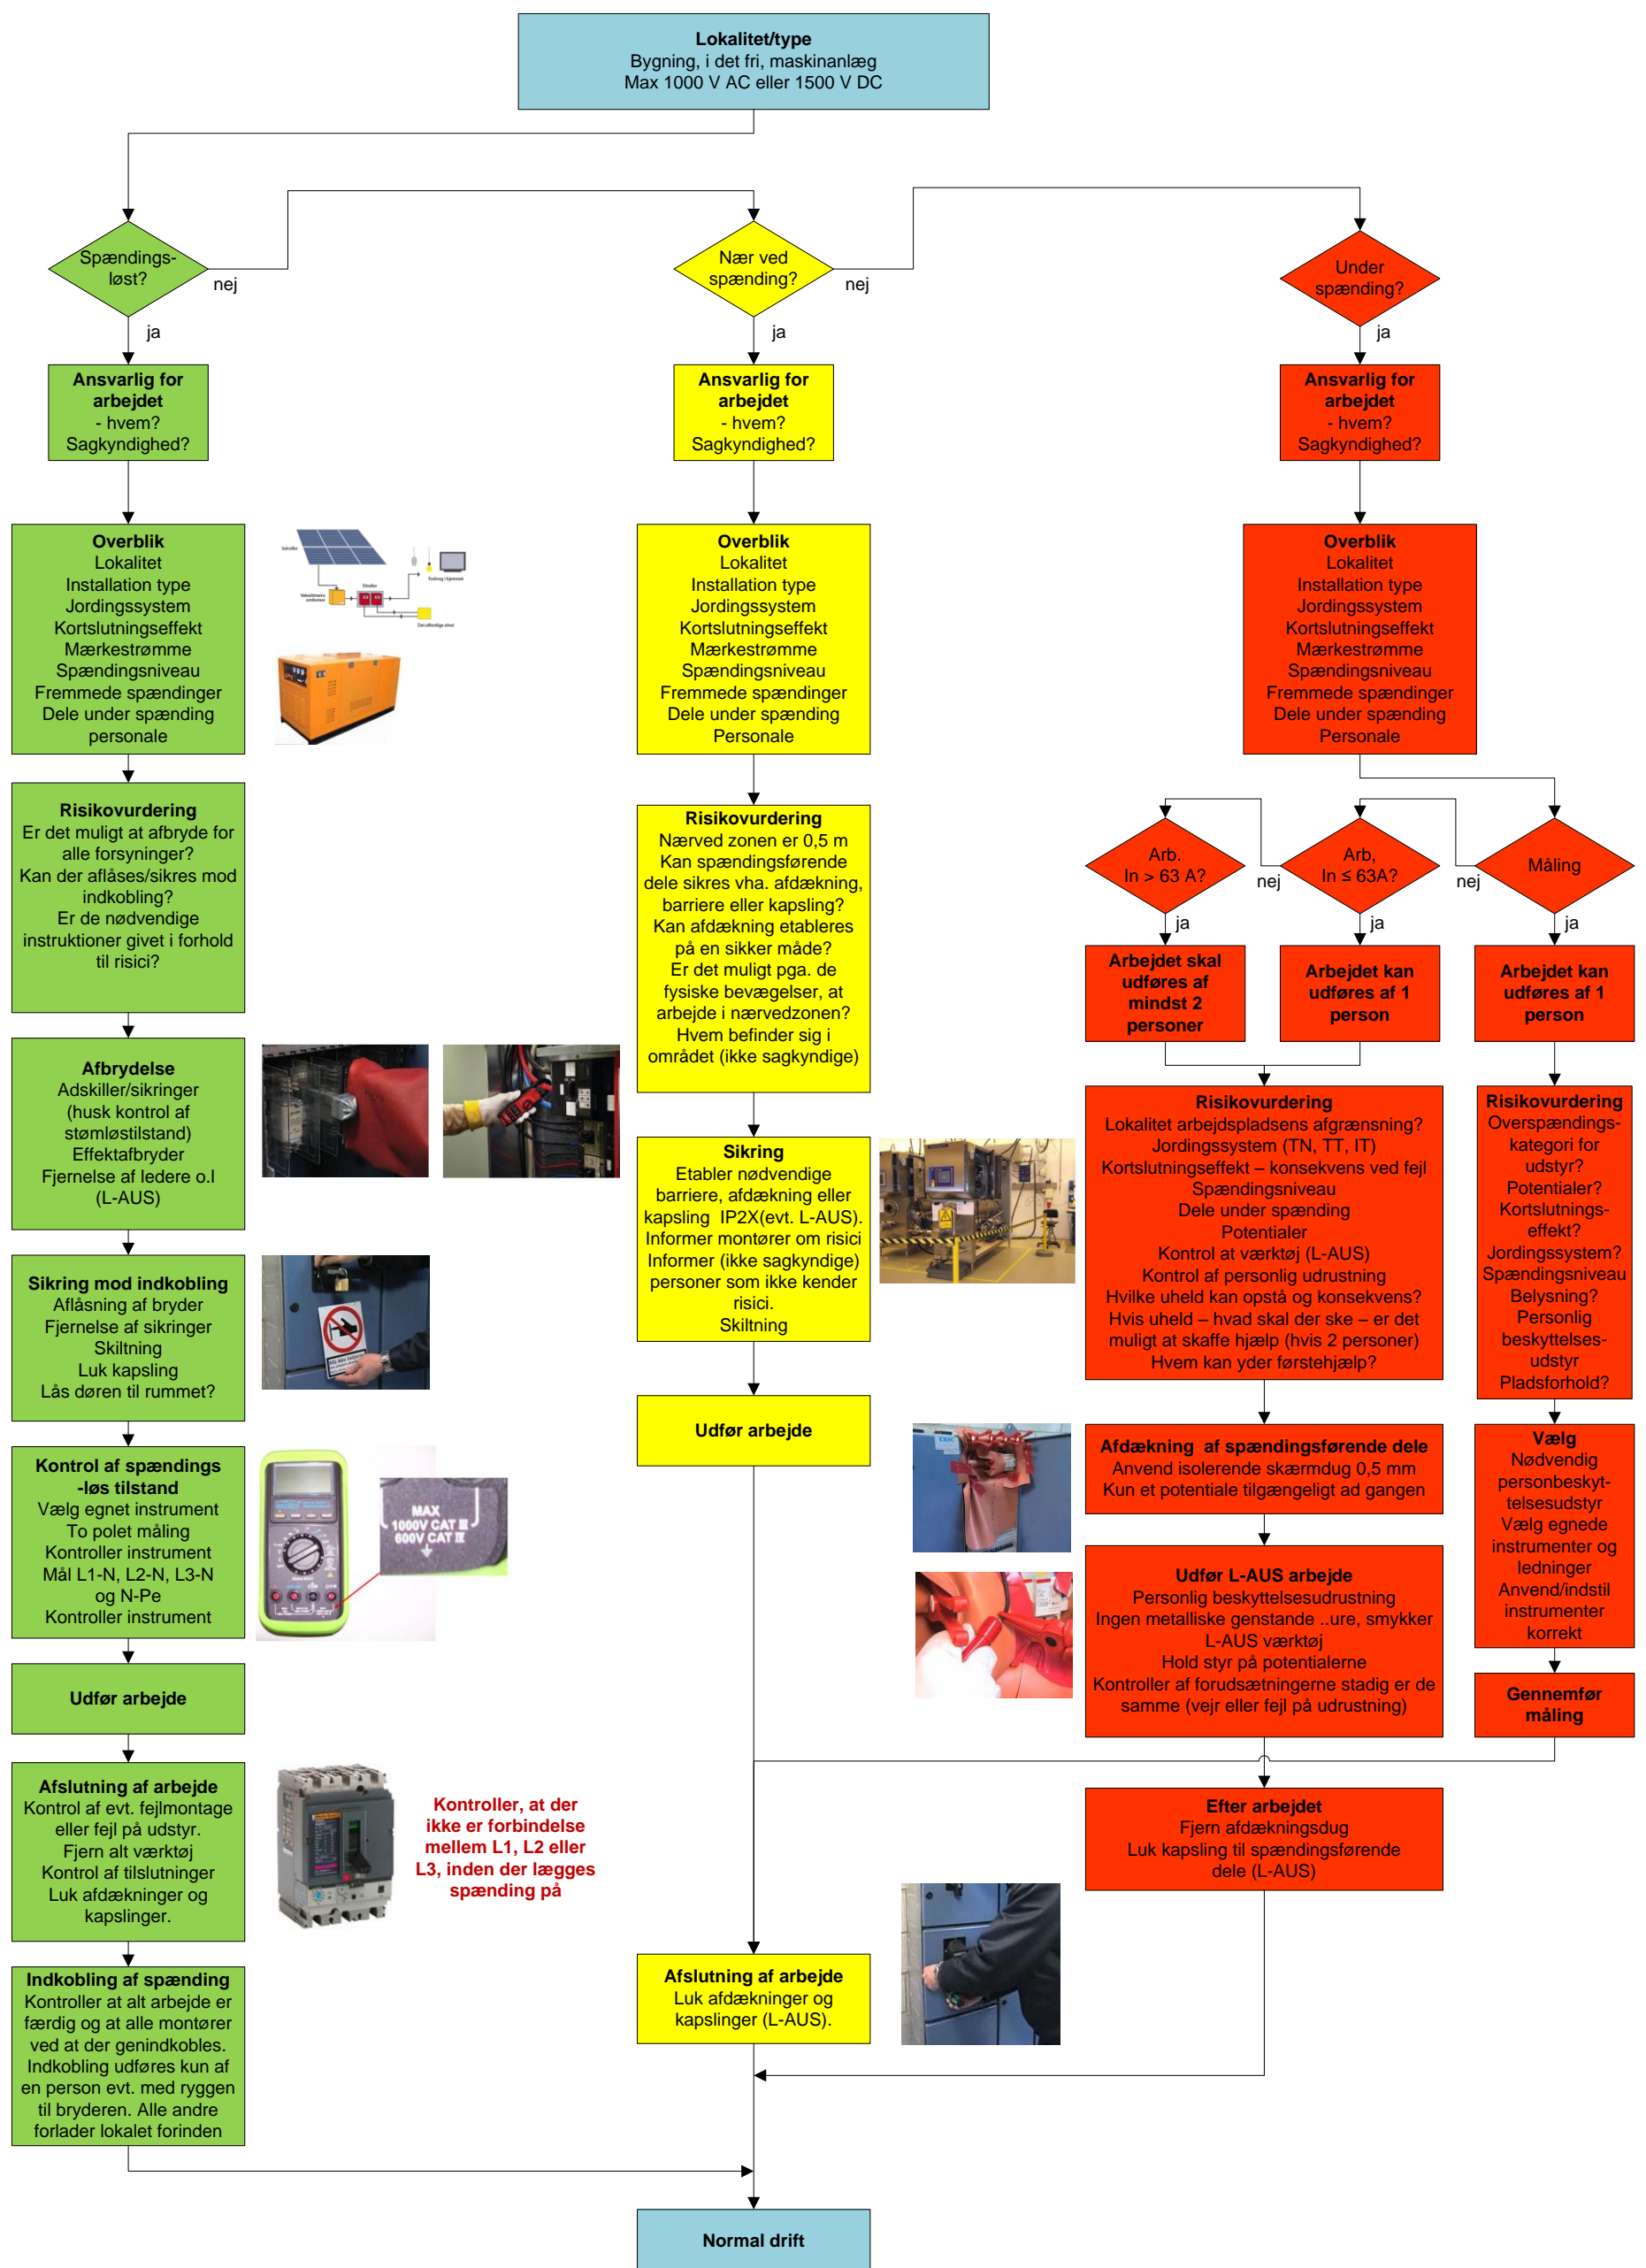 Lokalitet/type
Bygning, i det fri, maskinanlæg
Max 1000 V AC eller 1500 V DC
Spændings-
løst?
nej
ja
Nær ved
spænding?
nej
ja
Under
spænding?
ja
Ansvarlig for
arbejdet
- hvem?
Sagkyndighed?
Ansvarlig for
arbejdet
- hvem?
Sagkyndighed?
Ansvarlig for
arbejdet
- hvem?
Sagkyndighed?
Overblik
Lokalitet
Installation type
Jordingssystem
Kortslutningseffekt
Mærkestrømme
Spændingsniveau
Fremmede spændinger
Dele under spænding
personale
Overblik
Lokalitet
Installation type
Jordingssystem
Kortslutningseffekt
Mærkestrømme
Spændingsniveau
Fremmede spændinger
Dele under spænding
Personale
Overblik
Lokalitet
Installation type
Jordingssystem
Kortslutningseffekt
Mærkestrømme
Spændingsniveau
Fremmede spændinger
Dele under spænding
Personale
Risikovurdering
Er det muligt at afbryde for
alle forsyninger?
Kan der aflåses/sikres mod
indkobling?
Er de nødvendige
instruktioner givet i forhold
til risici?
Afbrydelse
Adskiller/sikringer
(husk kontrol af
stømløstilstand)
Effektafbryder
Fjernelse af ledere o.l
(L-AUS)
Sikring mod indkobling
Aflåsning af bryder
Fjernelse af sikringer
Skiltning
Luk kapsling
Lås døren til rummet?
Kontrol af spændings
-løs tilstand
Vælg egnet instrument
To polet måling
Kontroller instrument
Mål L1-N, L2-N, L3-N
og N-Pe
Kontroller instrument
MAX
1000V CAT III
600V CAT IV
Udfør arbejde
Afslutning af arbejde
Kontrol af evt. fejlmontage
eller fejl på udstyr.
Fjern alt værktøj
Kontrol af tilslutninger
Luk afdækninger og
kapslinger.
Kontroller, at der
ikke er forbindelse
mellem L1, L2 eller
L3, inden der lægges
spænding på
Indkobling af spænding
Kontroller at alt arbejde er
færdig og at alle montører
ved at der genindkobles.
Indkobling udføres kun af
en person evt. med ryggen
til bryderen. Alle andre
forlader lokalet forinden
Risikovurdering
Nærved zonen er 0,5 m
Kan spændingsførende
dele sikres vha. afdækning,
barriere eller kapsling?
Kan afdækning etableres
på en sikker måde?
Er det muligt pga. de
fysiske bevægelser, at
arbejde i nærvedzonen?
Hvem befinder sig i
området (ikke sagkyndige)
Sikring
Etabler nødvendige
barriere, afdækning eller
kapsling IP2X(evt. L-AUS).
Informer montører om risici
Informer (ikke sagkyndige)
personer som ikke kender
risici.
Skiltning
Udfør arbejde
Afslutning af arbejde
Luk afdækninger og
kapslinger (L-AUS).
Arb.
In > 63 A?
nej
ja
Arb,
In ≤ 63A?
nej
ja
Måling
ja
Arbejdet skal
udføres af
mindst 2
personer
Arbejdet kan
udføres af 1
person
Arbejdet kan
udføres af 1
person
Risikovurdering
Lokalitet arbejdspladsens afgrænsning?
Jordingssystem (TN, TT, IT)
Kortslutningseffekt – konsekvens ved fejl
Spændingsniveau
Dele under spænding
Potentialer
Kontrol at værktøj (L-AUS)
Kontrol af personlig udrustning
Hvilke uheld kan opstå og konsekvens?
Hvis uheld – hvad skal der ske – er det
muligt at skaffe hjælp (hvis 2 personer)
Hvem kan yder førstehjælp?
Risikovurdering
Overspændings-
kategori for
udstyr?
Potentialer?
Kortslutnings-
effekt?
Jordingssystem?
Spændingsniveau
Belysning?
Personlig
beskyttelses-
udstyr
Pladsforhold?
Afdækning af spændingsførende dele
Anvend isolerende skærmdug 0,5 mm
Kun et potentiale tilgængeligt ad gangen
Vælg
Nødvendig
personbeskyt-
telsesudstyr
Vælg egnede
instrumenter og
ledninger
Anvend/indstil
instrumenter
korrekt
Udfør L-AUS arbejde
Personlig beskyttelsesudrustning
Ingen metalliske genstande ..ure, smykker
L-AUS værktøj
Hold styr på potentialerne
Kontroller af forudsætningerne stadig er de
samme (vejr eller fejl på udrustning)
Gennemfør
måling
Efter arbejdet
Fjern afdækningsdug
Luk kapsling til spændingsførende
dele (L-AUS)
Normal drift